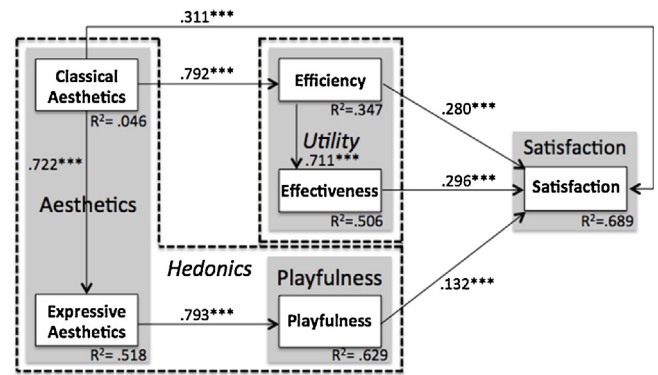 .311***
Classical
Aesthetics
R²= .046
.792***
Efficiency
R²=.347
.280***
Utility
.711***
.722***
Satisfaction
Satisfaction
R²=.689
Effectiveness
.296***
R²=.506
Aesthetics
Hedonics
Playfulness
.132***
Expressive
Aesthetics
R²= .518
.793***
Playfulness
R²= .629